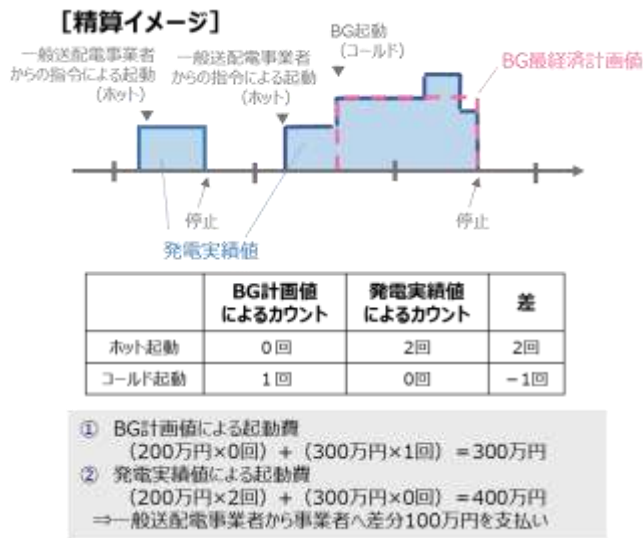 ［精算イメージ］
一般送配電事業者
からの指令による起動
（ホット）
一般送配電事業者
からの指令による起動
（ホット）
BG起動
（コールド）
BG最経済計画値
停止
停止
発電実績値
BG計画値
によるカウント
発電実績値
によるカウント
差
ホット起動 0回 2回 2回
コールド起動 1回 0回 －1回
① BG計画値による起動費
（200万円×0回）＋（300万円×1回）＝300万円
② 発電実績値による起動費
（200万円×2回）＋（300万円×0回）＝400万円
⇒一般送配電事業者から事業者へ差分100万円を支払い